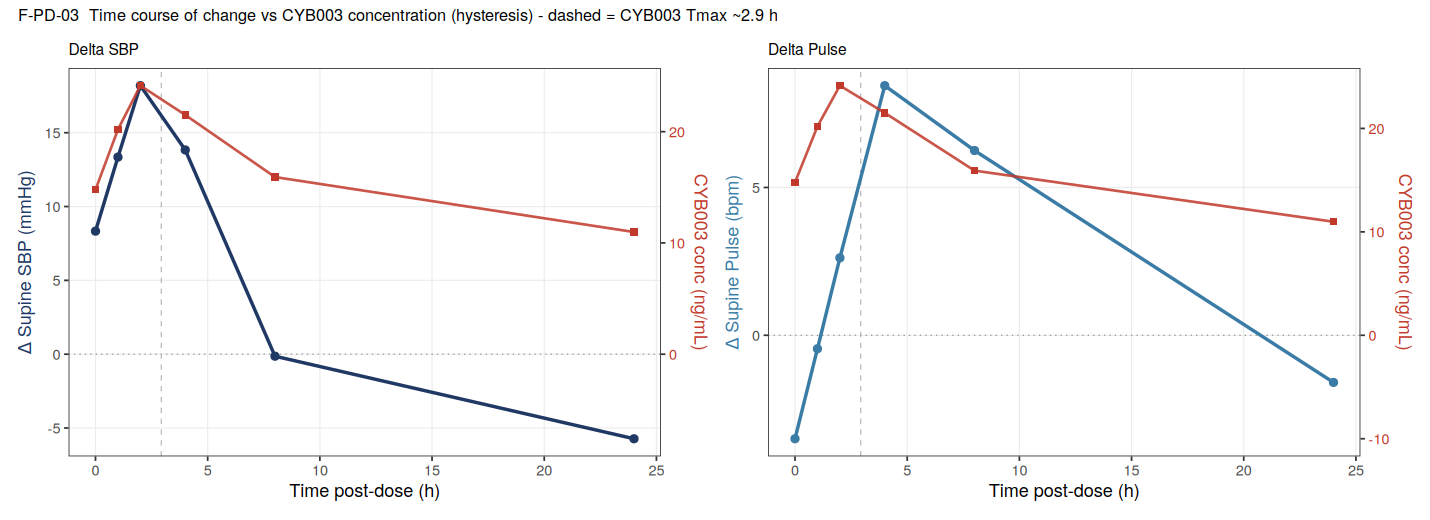 F-PD-03 Time course of change vs CYB003 concentration (hysteresis) - dashed = CYB003 Tmax ~2.9 h
Delta SBP
Δ Supine SBP (mmHg)
15
10
5
0
-5
20
10
0
CYB003 conc (ng/mL)
0 5 10 15 20 25
Time post-dose (h)
Delta Pulse
Δ Supine Pulse (bpm)
5
0
20
10
0
-10
CYB003 conc (ng/mL)
0 5 10 15 20 25
Time post-dose (h)